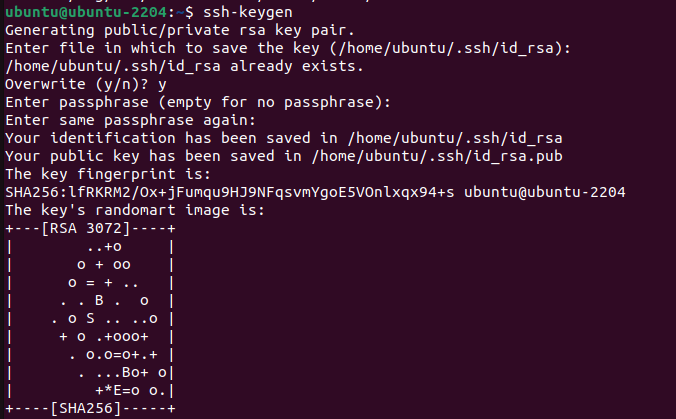 ubuntu@ubuntu-2204:~$ ssh-keygen
Generating public/private rsa key pair.
Enter file in which to save the key (/home/ubuntu/.ssh/id_rsa):
/home/ubuntu/.ssh/id_rsa already exists.
Overwrite (y/n)? y
Enter passphrase (empty for no passphrase):
Enter same passphrase again:
Your identification has been saved in /home/ubuntu/.ssh/id_rsa
Your public key has been saved in /home/ubuntu/.ssh/id_rsa.pub
The key fingerprint is:
SHA256:lfRKRM2/Ox+jFumqu9HJ9NFqsvmYgoE5VOnlxqx94+s ubuntu@ubuntu-2204
The key's randomart image is:
+---[RSA 3072]----+
|        ..+o     |
|       o + oo    |
|      o = + ..   |
|     . . B .  o  |
|    . o S .. ..o |
|     + o .+ooo+  |
|      . o.o=o+.+ |
|       . ...Bo+ o|
|         +*E=o o.|
+----[SHA256]-----+